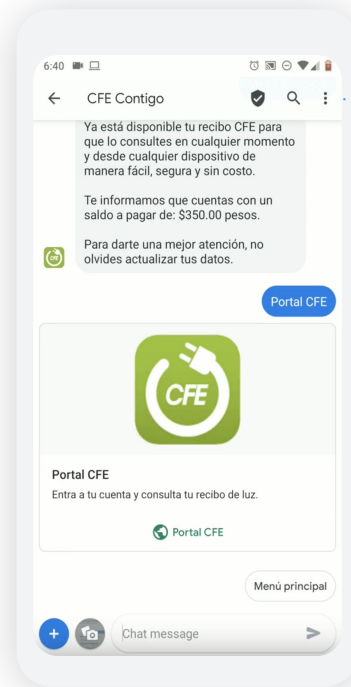 6:40
CFE Contigo
Ya está disponible tu recibo CFE para
que lo consultes en cualquier momento
y desde cualquier dispositivo de
manera fácil, segura y sin costo.
Te informamos que cuentas con un
saldo a pagar de: $350.00 pesos.
Para darte una mejor atención, no
olvides actualizar tus datos.
CFE
Portal CFE
CFE
Portal CFE
Entra a tu cuenta y consulta tu recibo de luz.
Portal CFE
Menú principal
Chat message